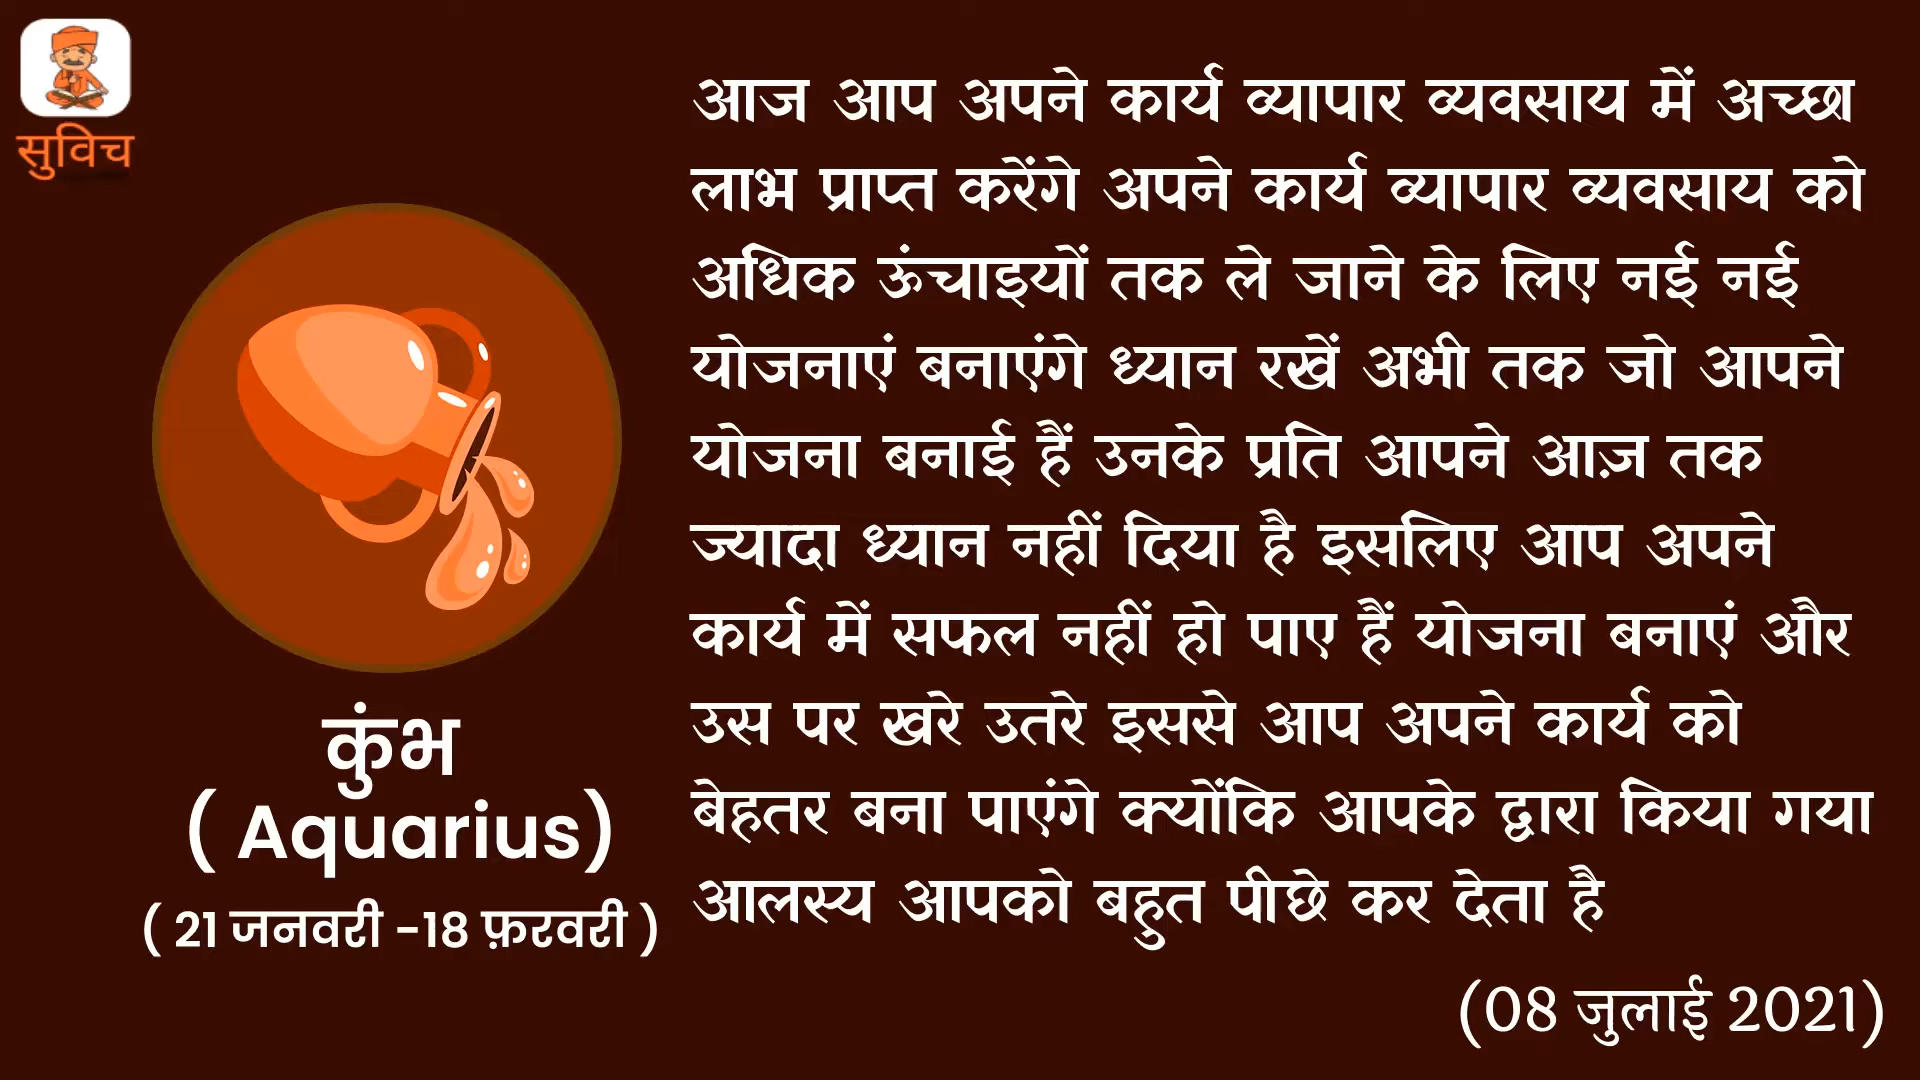 सुविच
आज आप अपने कार्य व्यापार व्यवसाय में अच्छा
लाभ प्राप्त करेंगे अपने कार्य व्यापार व्यवसाय को
अधिक ऊंचाइयों तक ले जाने के लिए नई नई
योजनाएं बनाएंगे ध्यान रखें अभी तक जो आपने
योजना बनाई हैं उनके प्रति आपने आज़ तक
ज्यादा ध्यान नहीं दिया है इसलिए आप अपने
कार्य में सफल नहीं हो पाए हैं योजना बनाएं और
उस पर खरे उतरे इससे आप अपने कार्य को
बेहतर बना पाएंगे क्योंकि आपके द्वारा किया गया
आलस्य आपको बहुत पीछे कर देता है
(08 जुलाई 2021)
कुंभ
( Aquarius)
( 21 जनवरी -18 फ़रवरी )